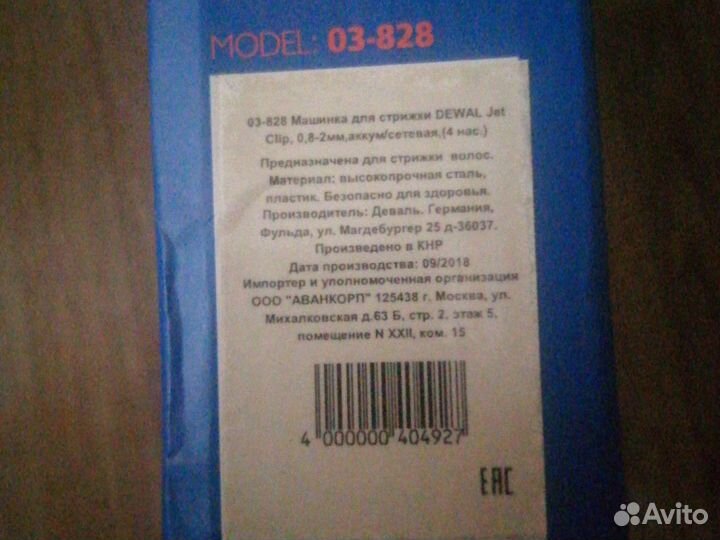 MODEL: 03-828
03-828 Машинка для стрижки DEWAL Jet
Clip, 0,8-2мм,аккум/сетевая,(4 нас.)
Предназначена для стрижки волос.
Материал: высокопрочная сталь,
пластик. Безопасно для здоровья.
Производитель: Деваль. Германия,
Фульда, ул. Магдебургер 25 д-36037.
Произведено в КНР
Дата производства: 09/2018
Импортер и уполномоченная организация
ООО "АВАНКОРП" 125438 г. Москва, ул.
Михалковская д.63 Б, стр. 2, этаж 5,
помещение N XXII, ком. 15
4 000000 404927
EAC
Avito